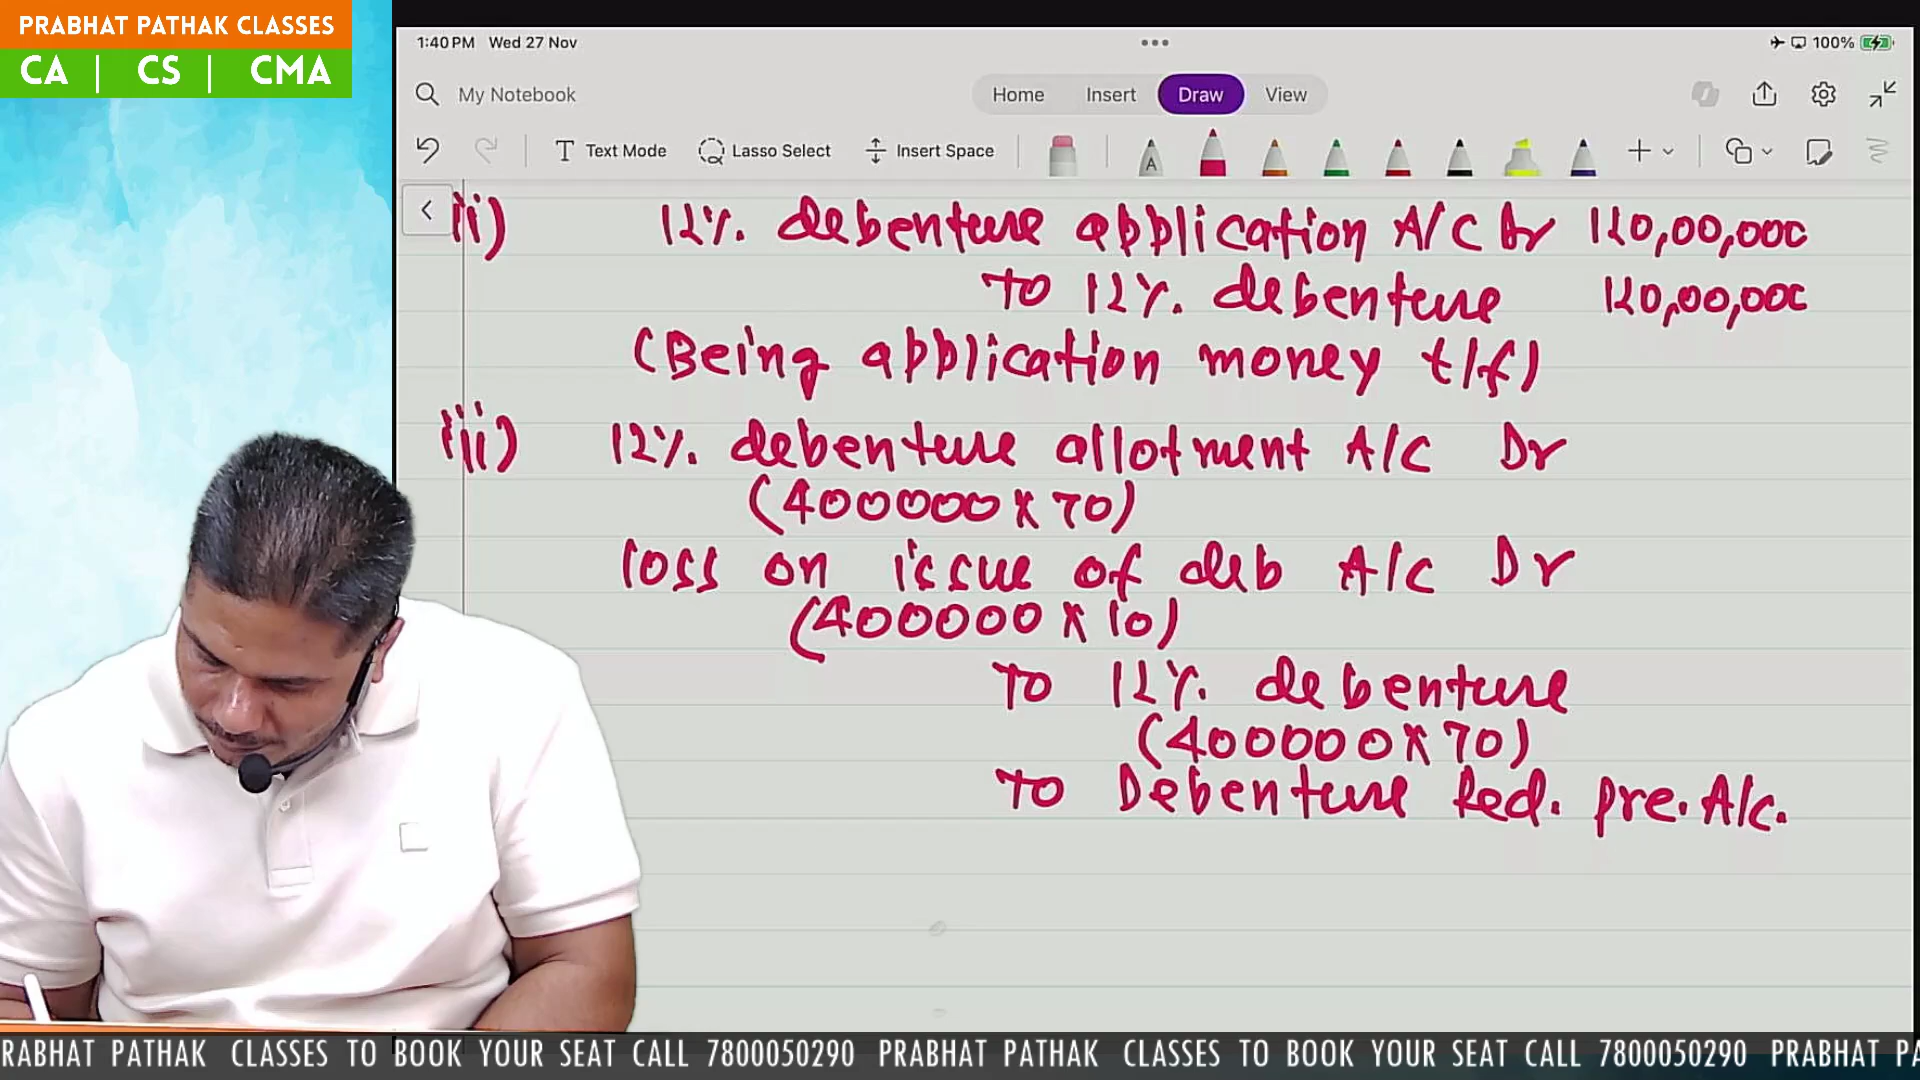 PRABHAT PATHAK CLASSES
CA | CS | CMA
1:40 PM Wed 27 Nov
100%
My Notebook
Home Insert Draw View
Text Mode Lasso Select Insert Space
A
ii) 12%. debenture application A/C Dr 120,00,000
To 12%. debenture 120,00,000
(Being application money t/f)
iii) 12%. debenture allotment A/C Dr
(400000 x 70)
loss on issue of deb A/C Dr
(400000 x 10)
To 12%. debenture
(400000 x 70)
To Debenture Red. pre. A/c.
RABHAT PATHAK CLASSES TO BOOK YOUR SEAT CALL 7800050290 PRABHAT PATHAK CLASSES TO BOOK YOUR SEAT CALL 7800050290 PRABHAT PA